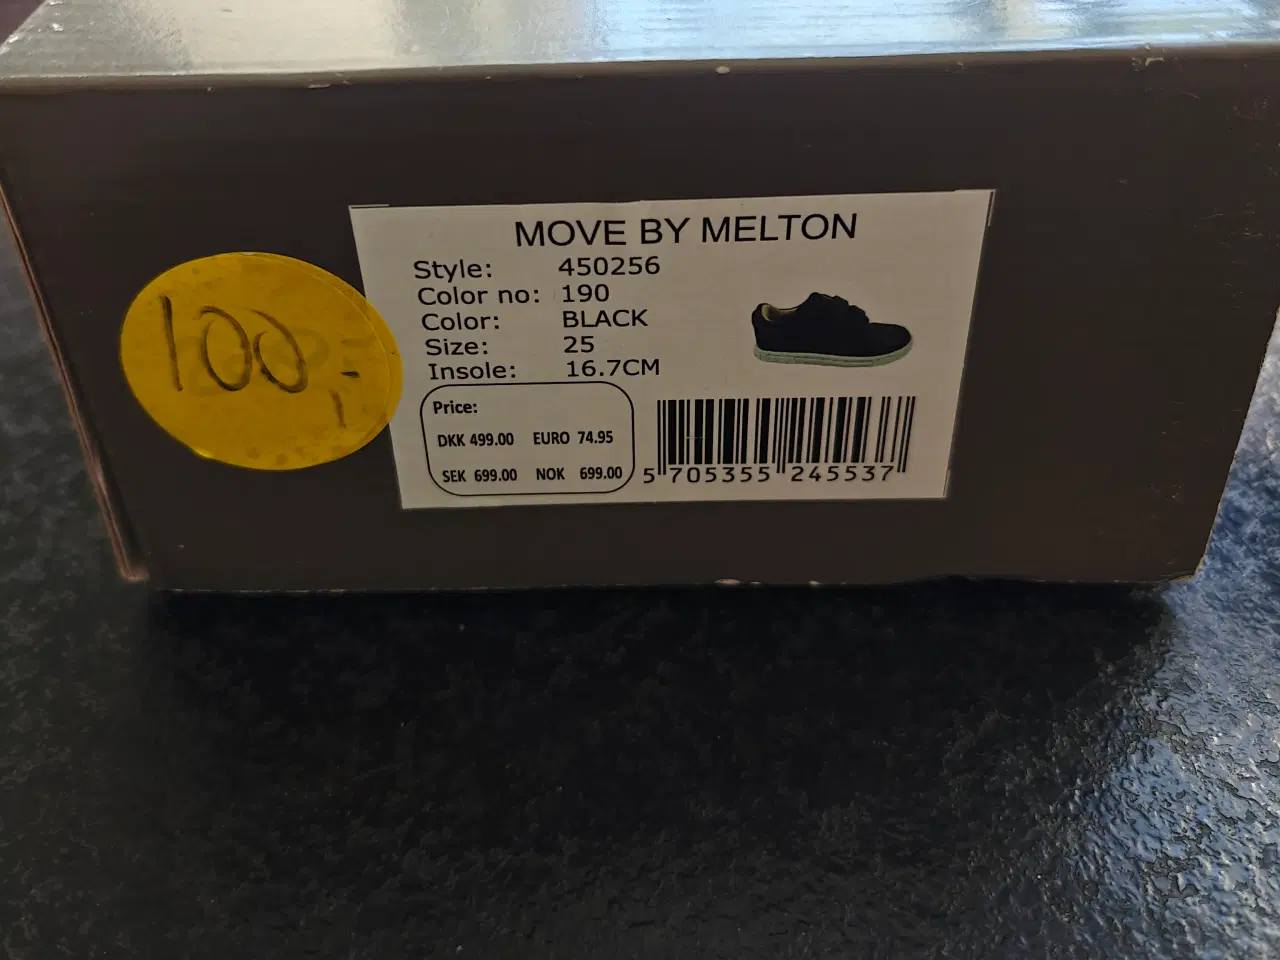 MOVE BY MELTON
Style: 450256
Color no: 190
Color: BLACK
Size: 25
Insole: 16.7CM
Price:
DKK 499.00 EURO 74.95
SEK 699.00 NOK 699.00
5 705355 245537
100,-